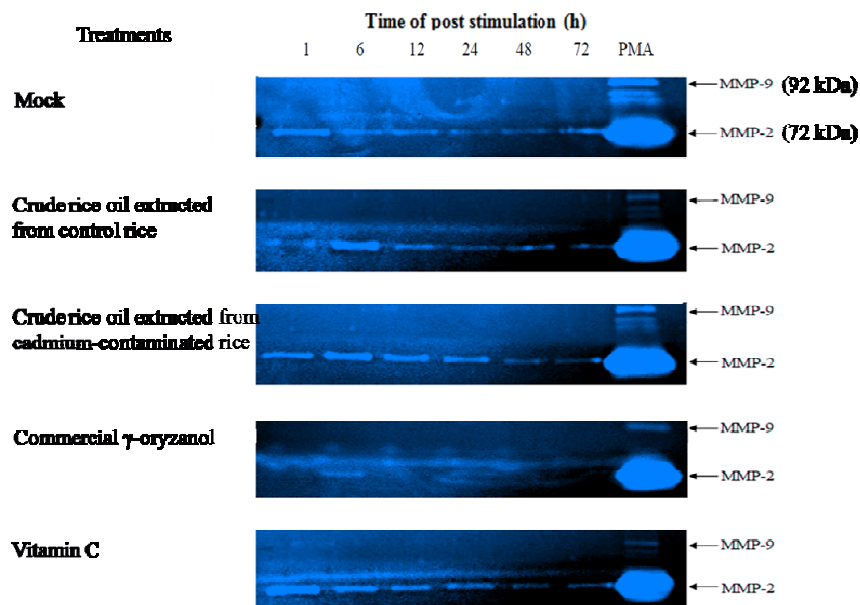 Time of post stimulation (h)
Treatments
1 6 12 24 48 72 PMA
Mock
MMP-9 (92 kDa)
MMP-2 (72 kDa)
Crude rice oil extracted
from control rice
MMP-9
MMP-2
Crude rice oil extracted from
cadmium-contaminated rice
MMP-9
MMP-2
Commercial γ-oryzanol
MMP-9
MMP-2
Vitamin C
MMP-9
MMP-2